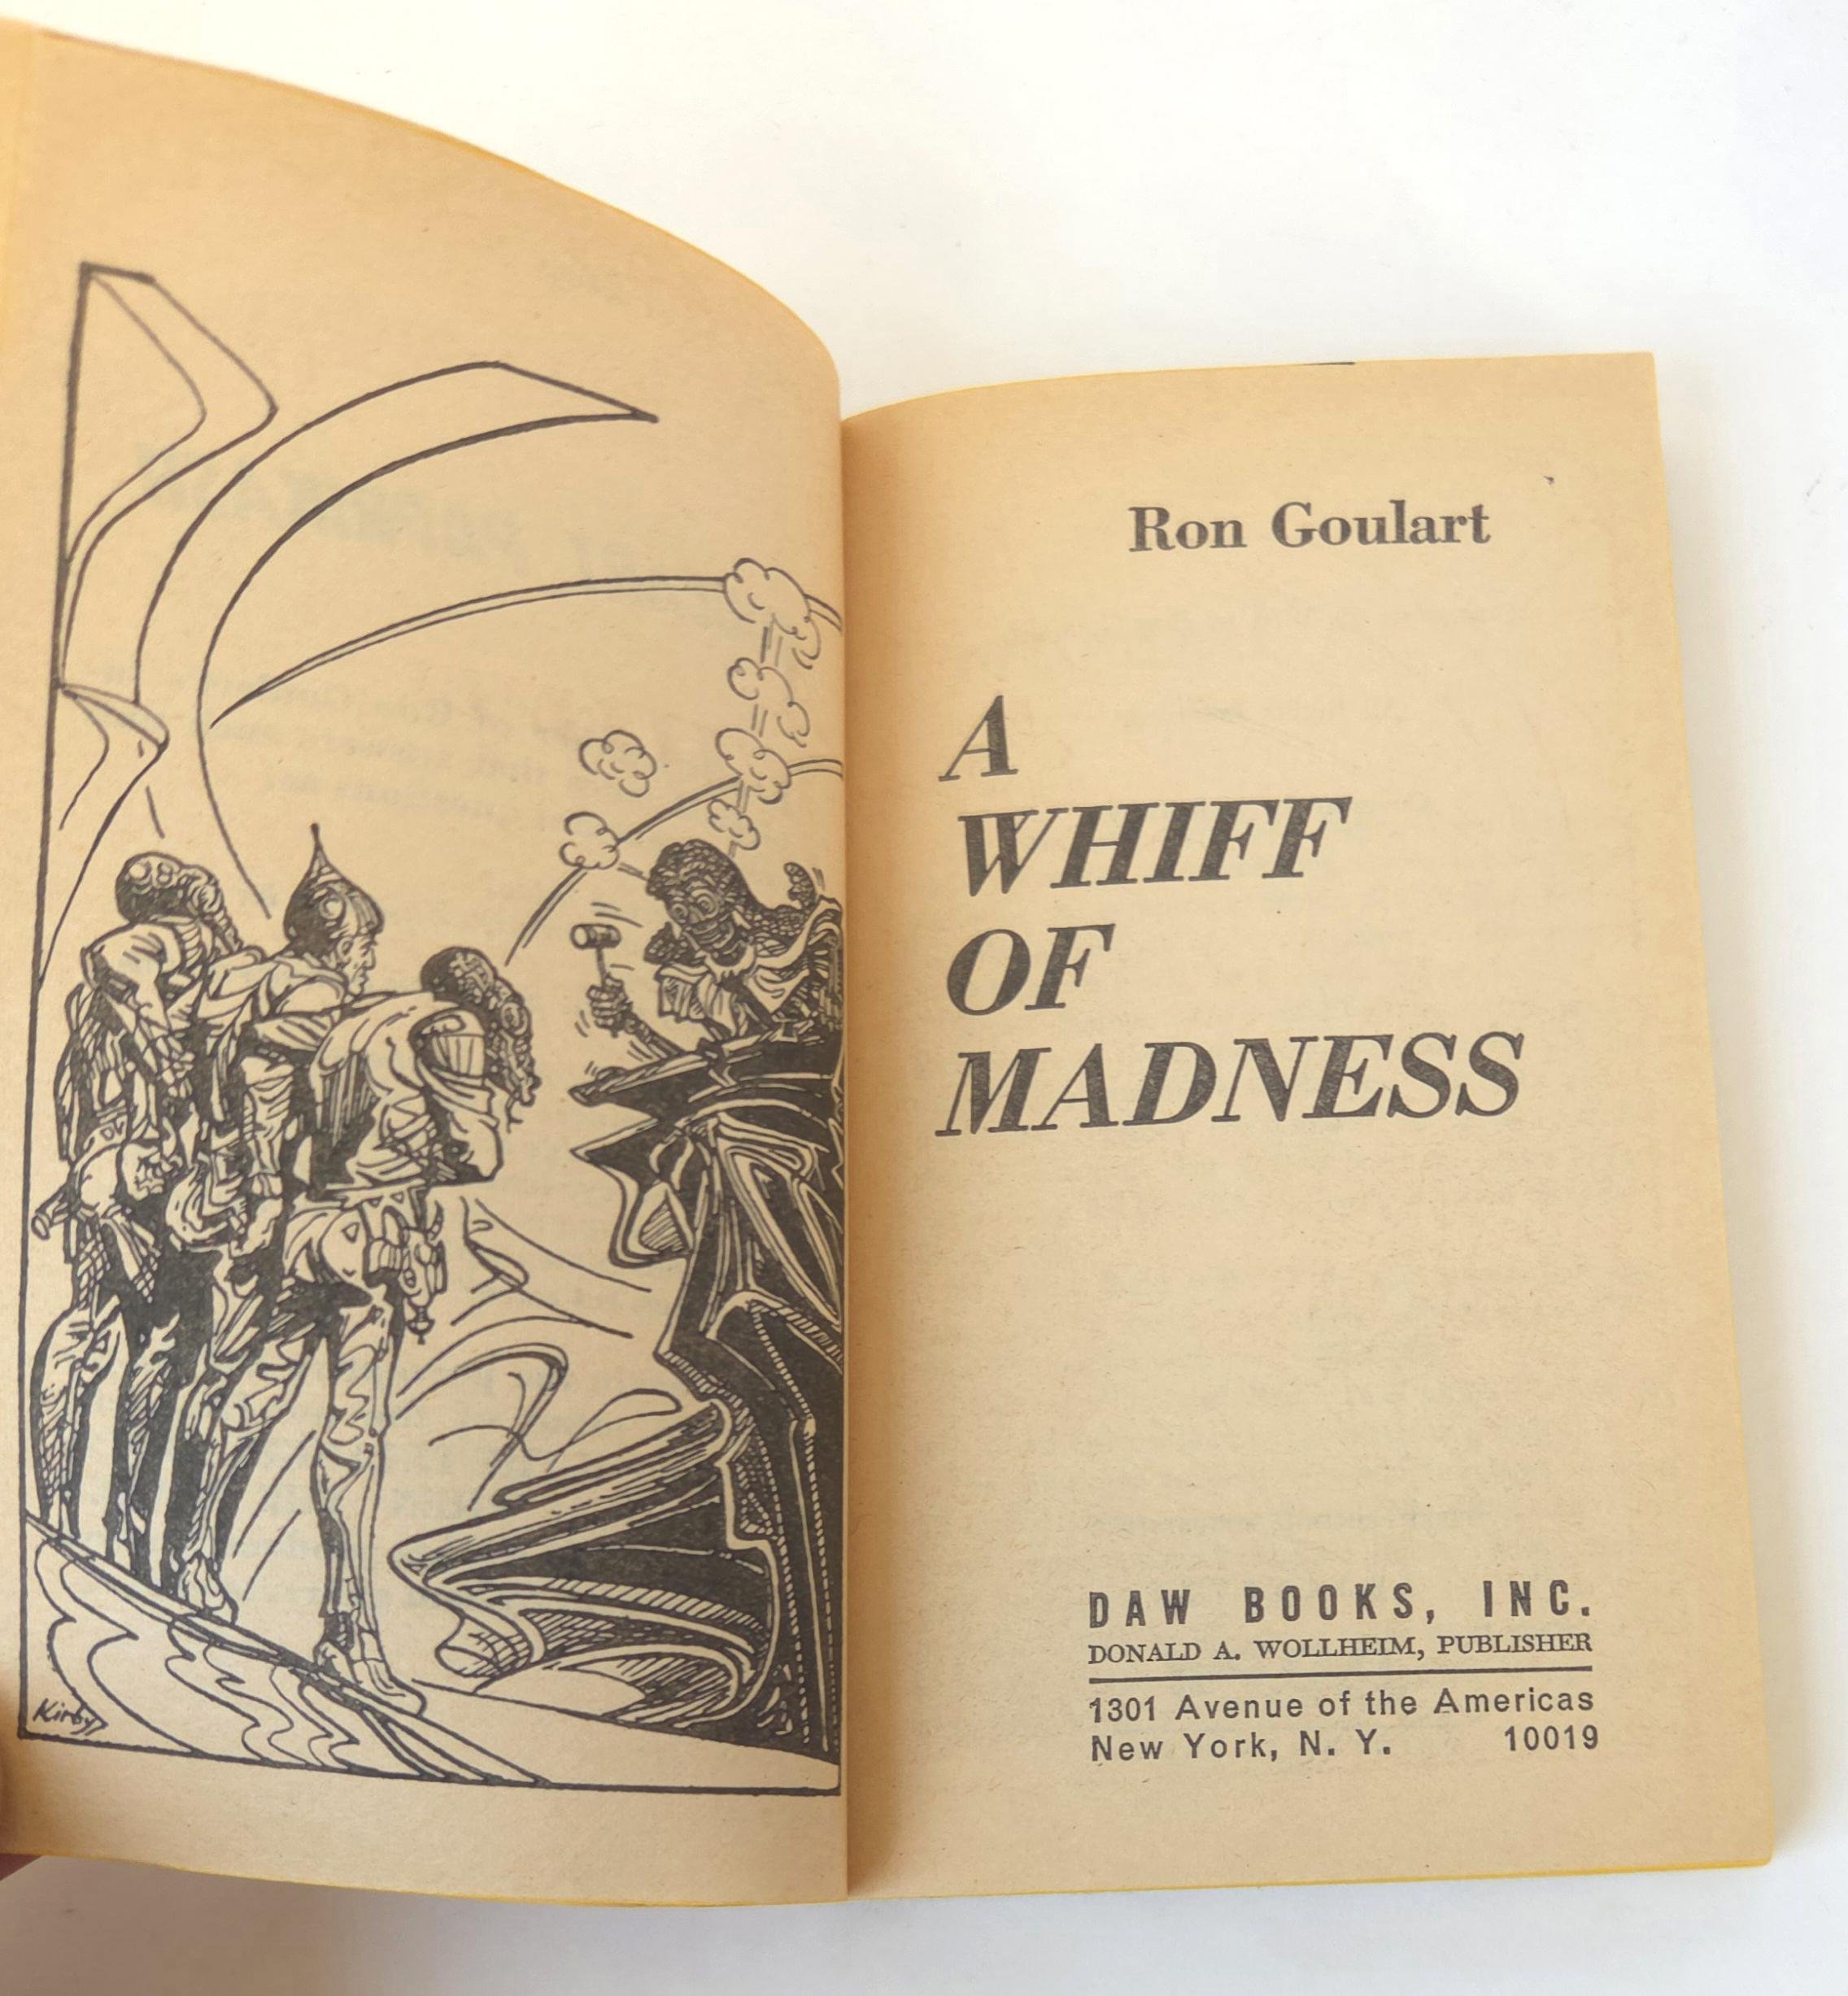 Kirby
Ron Goulart
A
WHIFF
OF
MADNESS
DAW BOOKS, INC.
DONALD A. WOLLHEIM, PUBLISHER
1301 Avenue of the Americas
New York, N. Y. 10019